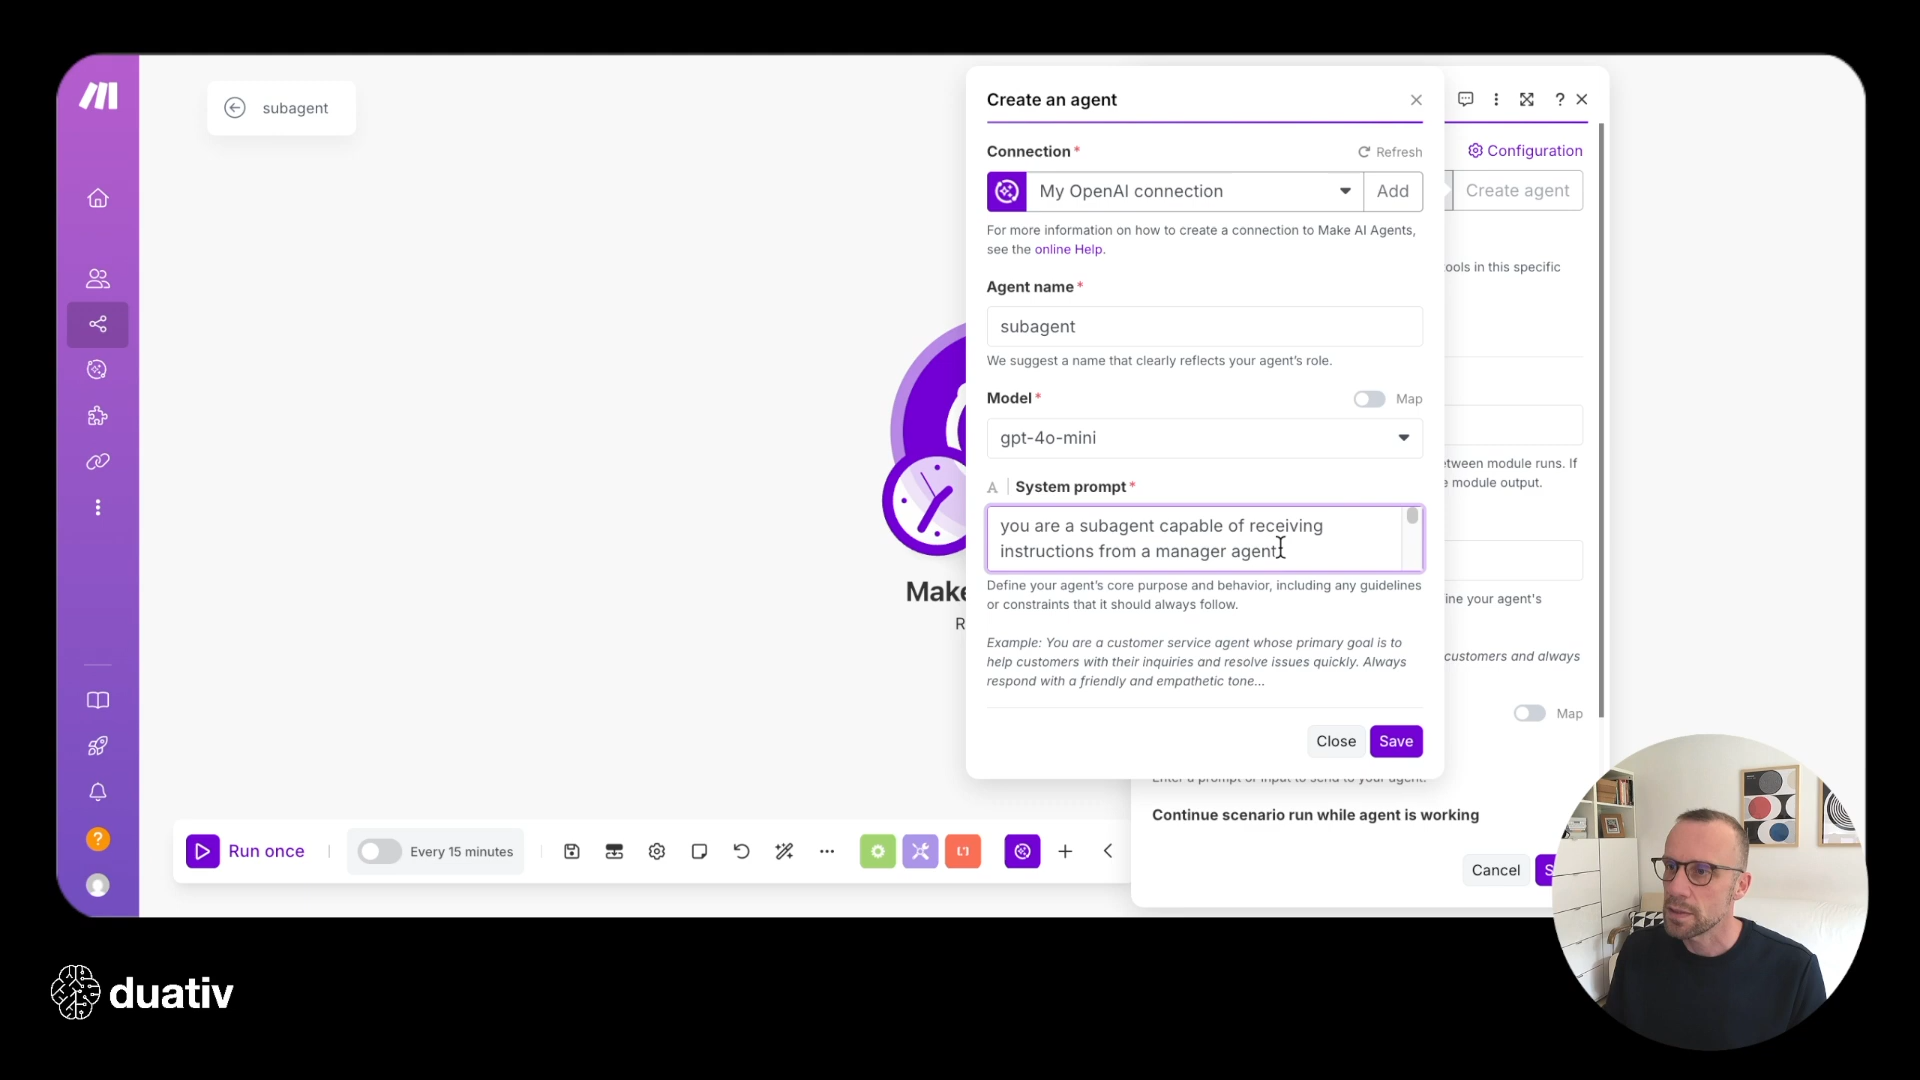 subagent
Create an agent
Connection*
Refresh
My OpenAI connection
Add
For more information on how to create a connection to Make AI Agents,
see the online Help.
Agent name*
subagent
We suggest a name that clearly reflects your agent's role.
Model*
Map
gpt-4o-mini
A
System prompt*
you are a subagent capable of receiving
instructions from a manager agent
Define your agent's core purpose and behavior, including any guidelines
or constraints that it should always follow.
Example: You are a customer service agent whose primary goal is to
help customers with their inquiries and resolve issues quickly. Always
respond with a friendly and empathetic tone...
Close
Save
?
Configuration
Create agent
ools in this specific
etween module runs. If
e module output.
ine your agent's
customers and always
Map
Make
R
Enter a prompt or input to send to your agent.
Continue scenario run while agent is working
Cancel
S
Run once
Every 15 minutes
?
duativ